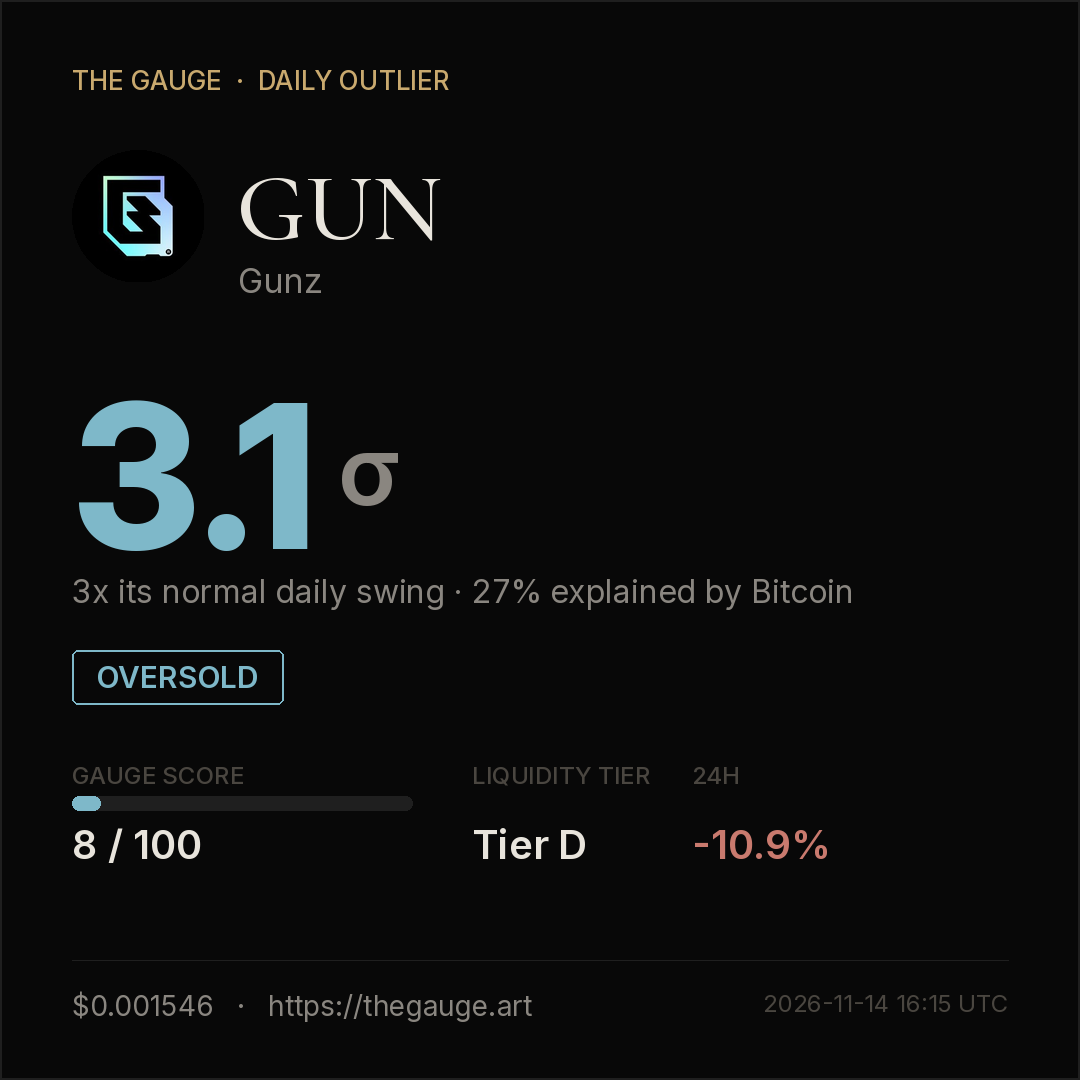 THE GAUGE · DAILY OUTLIER
GUN
Gunz
3.1 σ
3x its normal daily swing · 27% explained by Bitcoin
OVERSOLD
GAUGE SCORE LIQUIDITY TIER 24H
8 / 100 Tier D -10.9%
$0.001546 · https://thegauge.art 2026-11-14 16:15 UTC